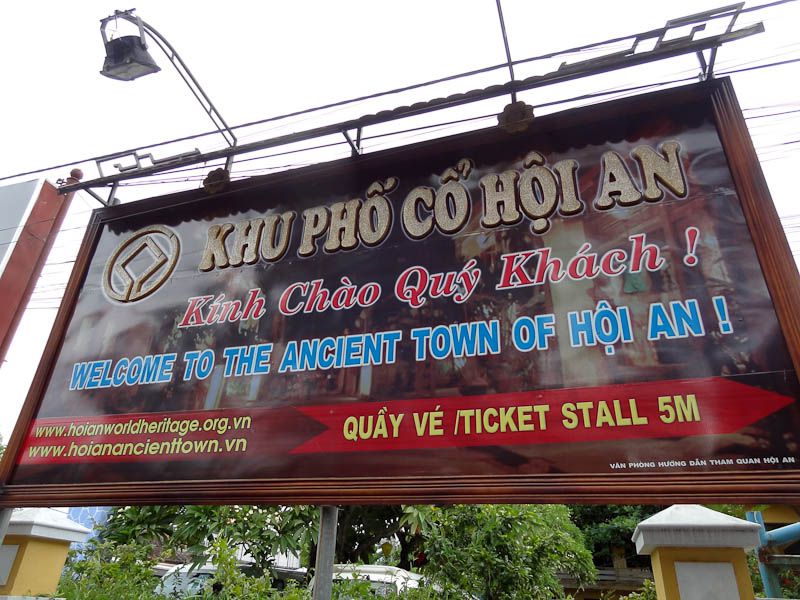 KHU PHỐ CỔ HỘI AN
Kính Chào Quý Khách !
WELCOME TO THE ANCIENT TOWN OF HỘI AN !
www.hoianworldheritage.org.vn
www.hoianancienttown.vn
QUẦY VÉ /TICKET STALL 5M
VĂN PHÒNG HƯỚNG DẪN THAM QUAN HỘI AN